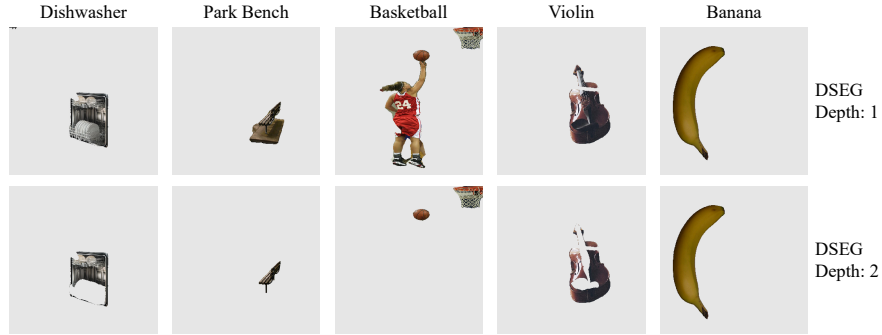 Dishwasher
Park Bench
Basketball
Violin
Banana
24
DSEG
Depth: 1
DSEG
Depth: 2